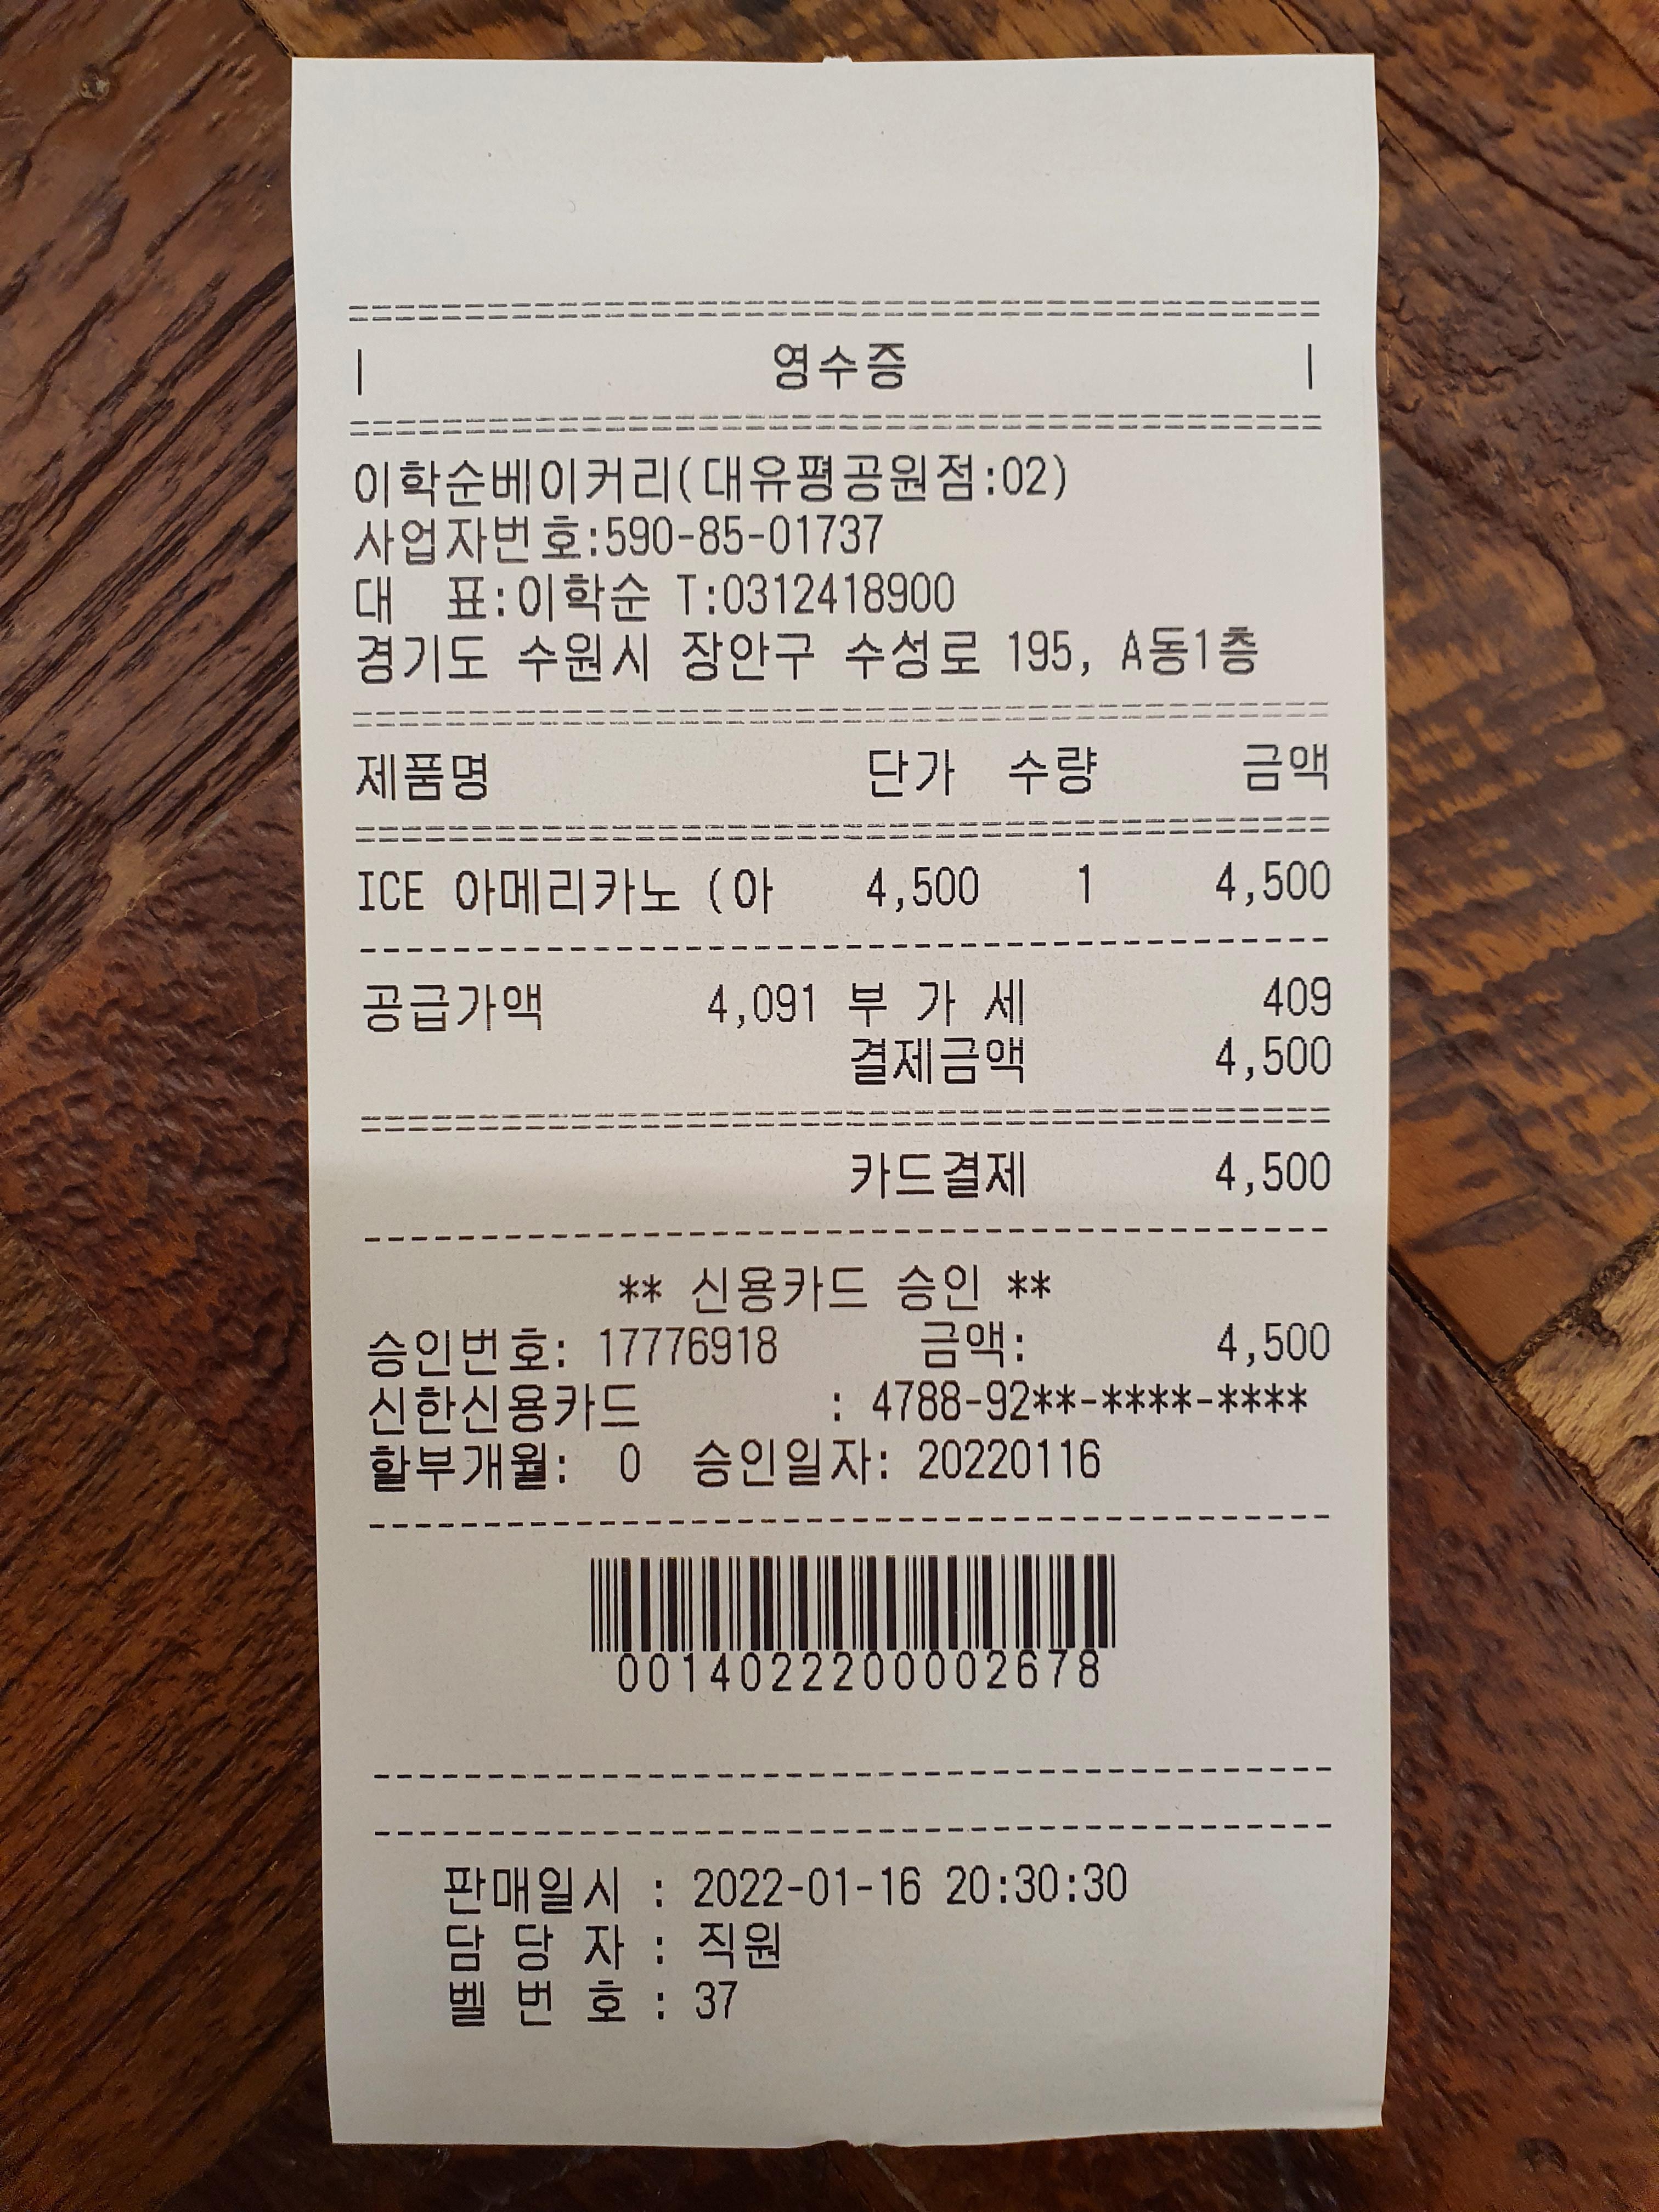 ==========================================
| 영수증 |
==========================================
이학순베이커리(대유평공원점:02)
사업자번호:590-85-01737
대 표:이학순 T:0312418900
경기도 수원시 장안구 수성로 195, A동1층
==========================================
제품명 단가 수량 금액
==========================================
ICE 아메리카노 (아 4,500 1 4,500
------------------------------------------
공급가액 4,091 부 가 세 409
결제금액 4,500
==========================================
카드결제 4,500
------------------------------------------
** 신용카드 승인 **
승인번호: 17776918 금액: 4,500
신한신용카드 : 4788-92**-****-****
할부개월: 0 승인일자: 20220116
------------------------------------------
0014022200002678
------------------------------------------
------------------------------------------
판매일시 : 2022-01-16 20:30:30
담 당 자 : 직원
벨 번 호 : 37